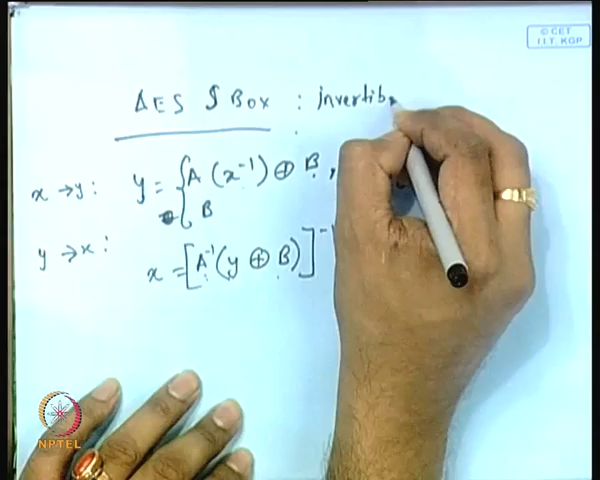 © CET
I.I.T. KGP
AES S Box : invertib
x → y : y = { A (x⁻¹) ⊕ B ,
B
y → x : x = [A⁻¹(y ⊕ B)]⁻¹
NPTEL